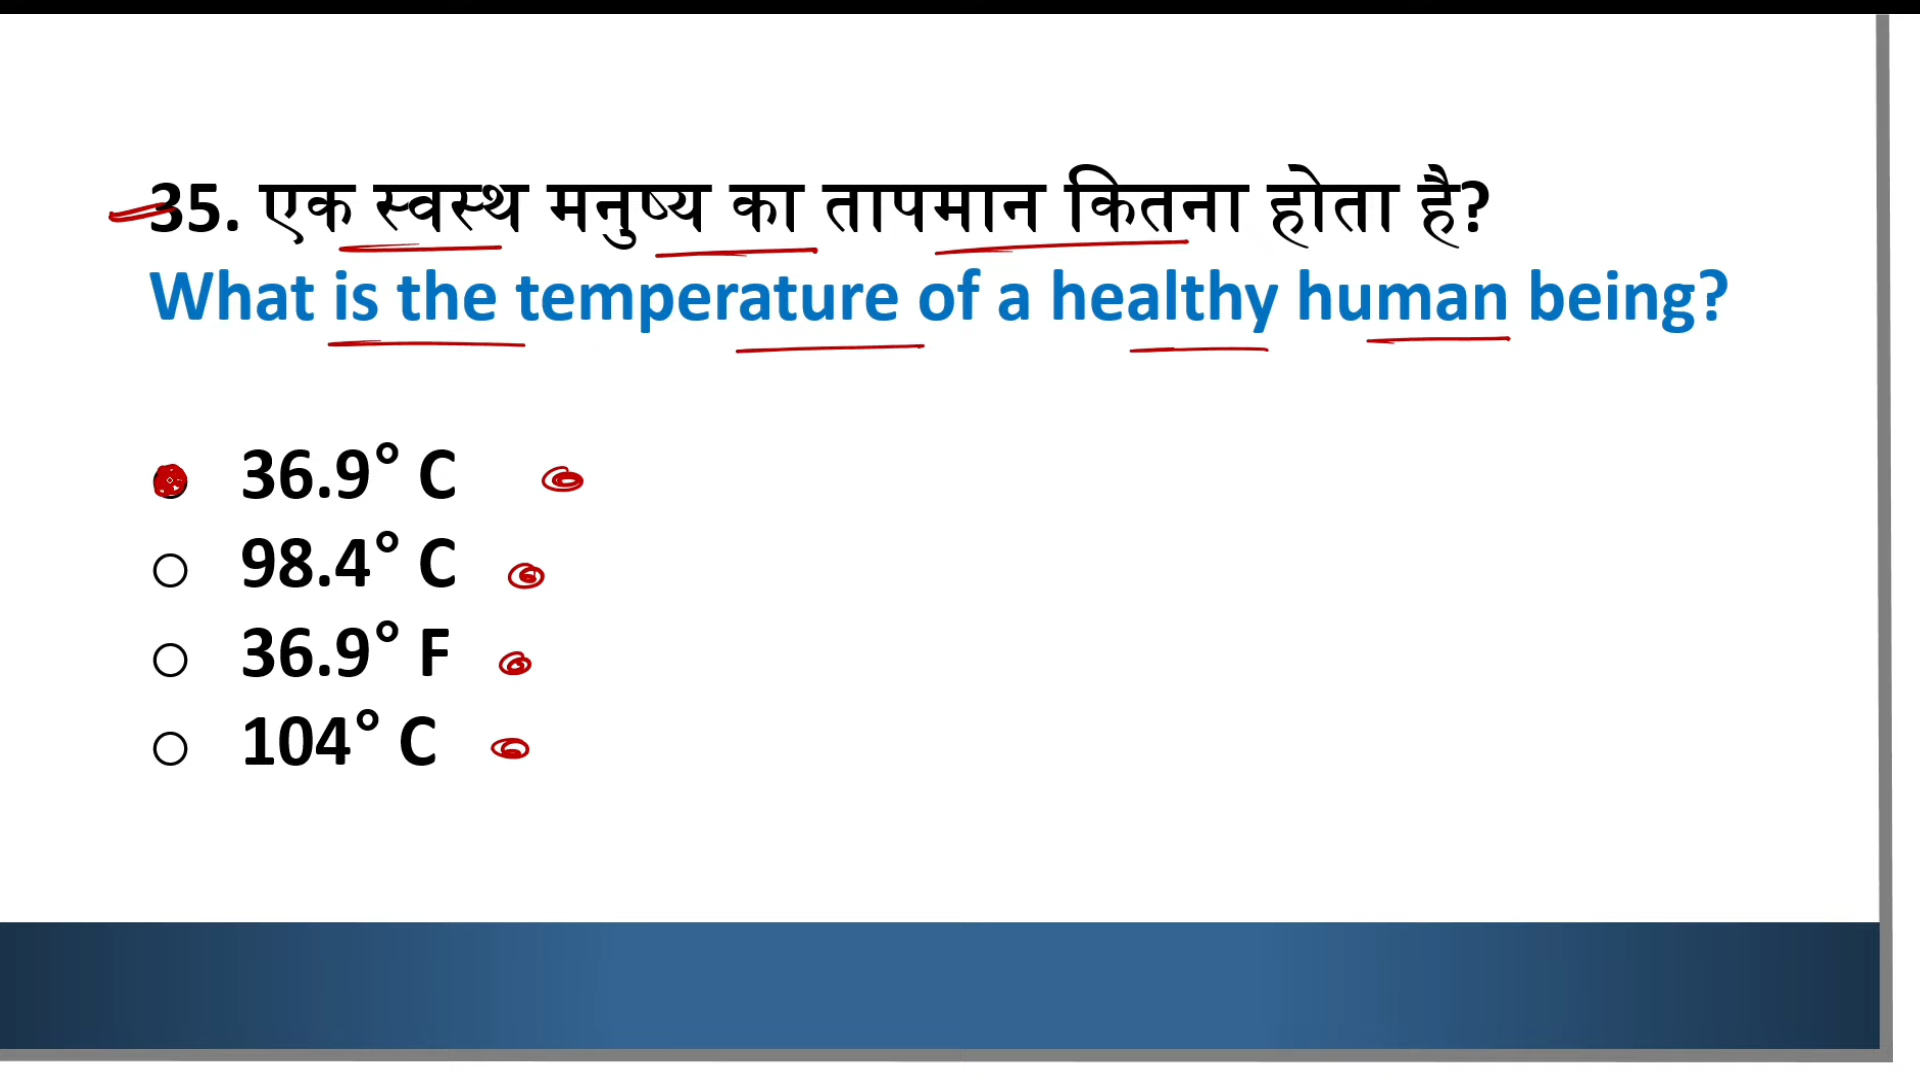 35. एक स्वस्थ मनुष्य का तापमान कितना होता है?
What is the temperature of a healthy human being?
36.9° C
98.4° C
36.9° F
104° C